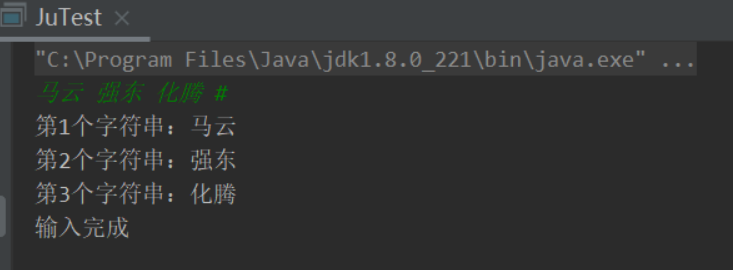 JuTest
"C:\Program Files\Java\jdk1.8.0_221\bin\java.exe" ...
马云 强东 化腾 #
第1个字符串：马云
第2个字符串：强东
第3个字符串：化腾
输入完成